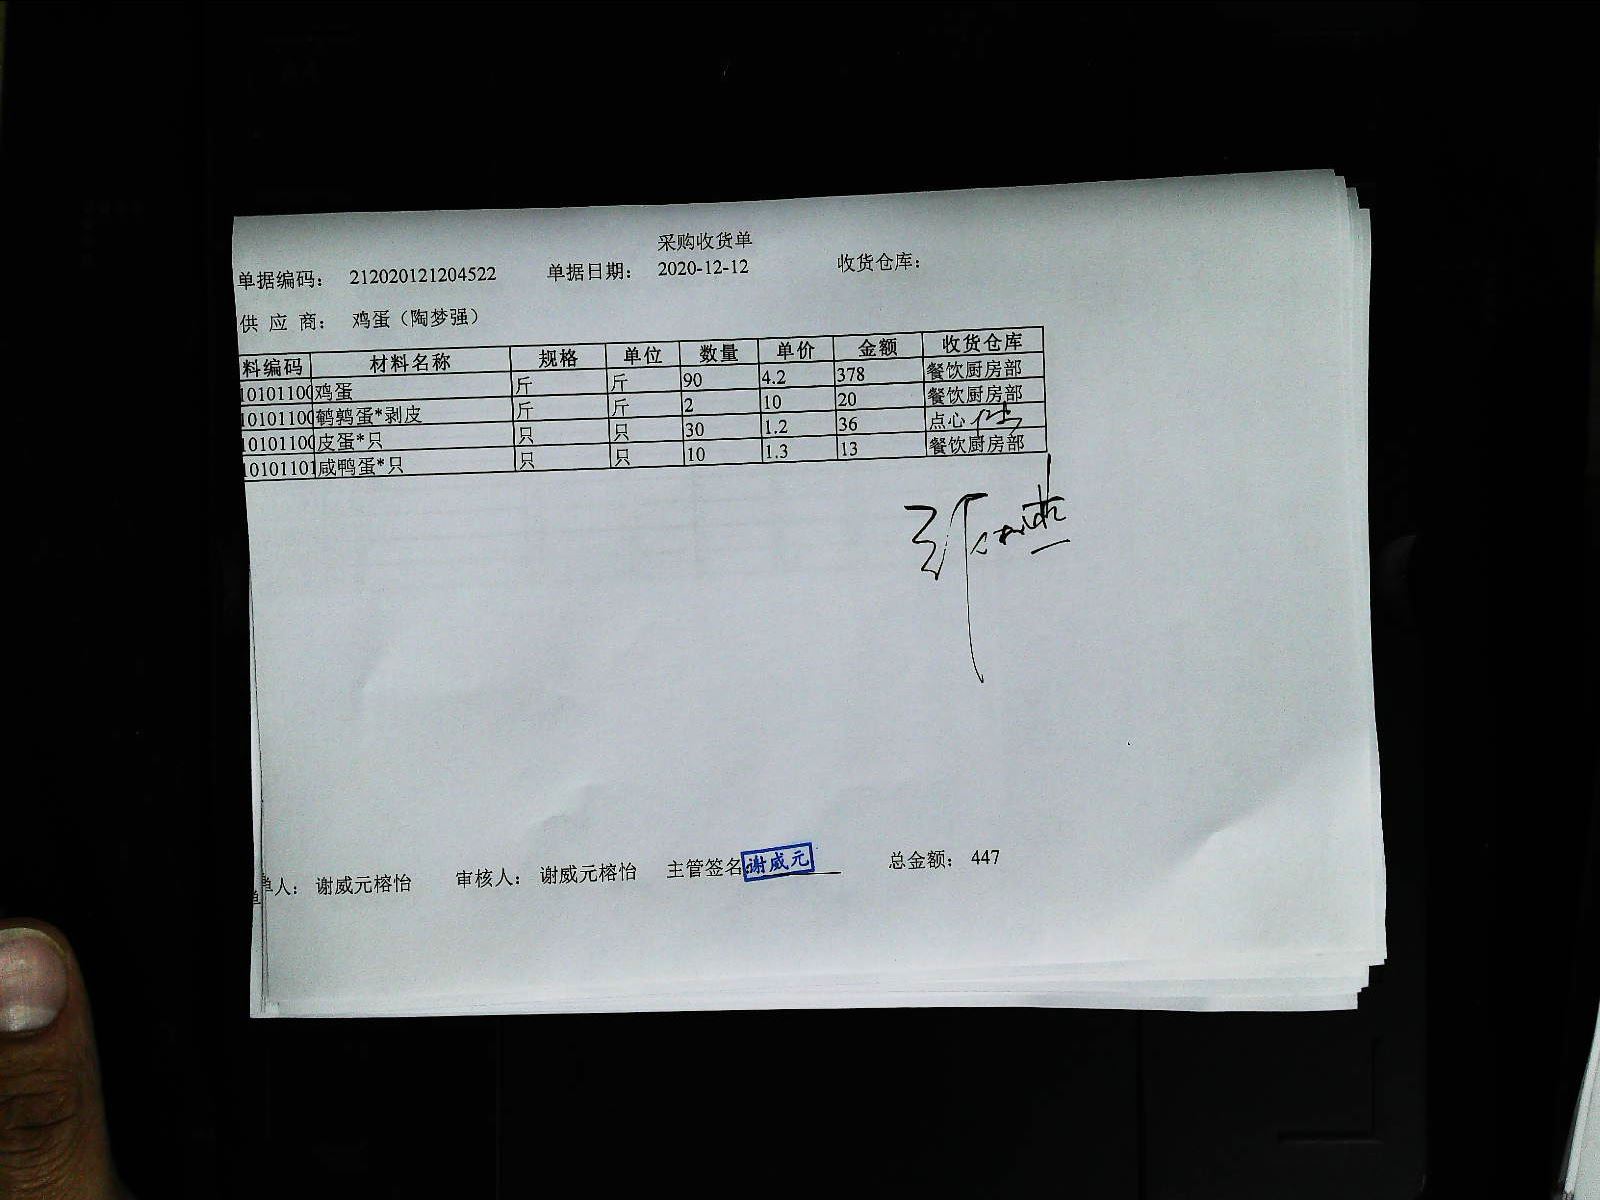 采购收货单
单据编码： 212020121204522 单据日期： 2020-12-12 收货仓库：
供 应 商： 鸡蛋（陶梦强）
料编码 材料名称 规格 单位 数量 单价 金额 收货仓库
1010110 鸡蛋 斤 斤 90 4.2 378 餐饮厨房部
1010110 鹌鹑蛋*剥皮 斤 斤 2 10 20 餐饮厨房部
1010110 皮蛋*只 只 只 30 1.2 36 点心
1010110 咸鸭蛋*只 只 只 10 1.3 13 餐饮厨房部
单人： 谢威元榕怡 审核人： 谢威元榕怡 主管签名 谢威元 总金额： 447